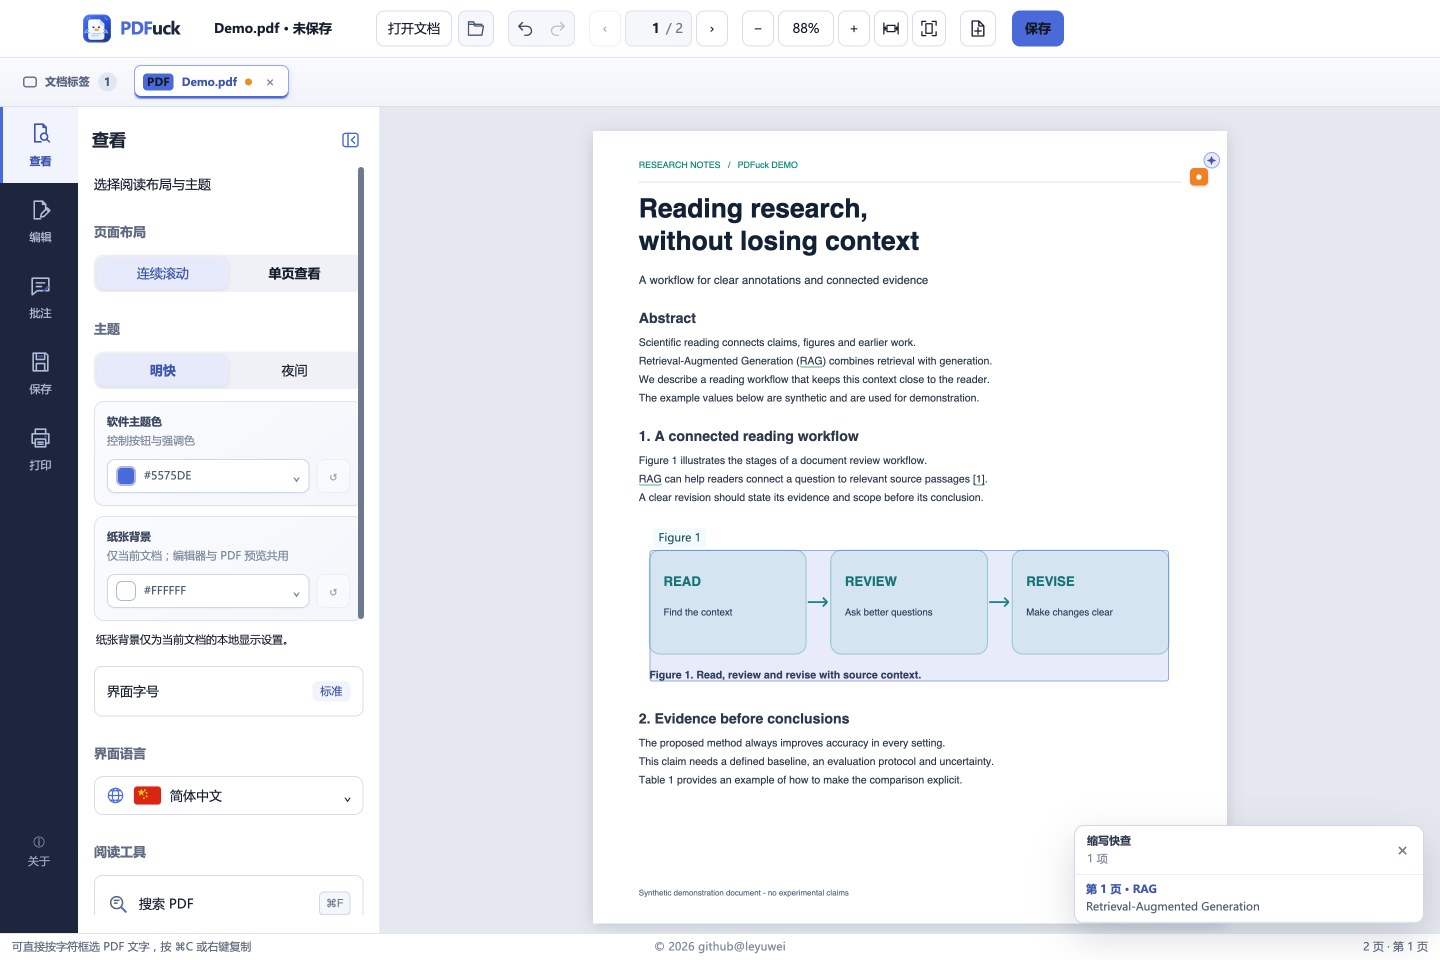 PDFuck
Demo.pdf • 未保存
打开文档
1 / 2
88%
保存
文档标签 1
PDF Demo.pdf
查看
编辑
批注
保存
打印
关于
查看
选择阅读布局与主题
页面布局
连续滚动 单页查看
主题
明快 夜间
软件主题色
控制按钮与强调色
#5575DE
纸张背景
仅当前文档；编辑器与 PDF 预览共用
#FFFFFF
纸张背景仅为当前文档的本地显示设置。
界面字号 标准
界面语言
简体中文
阅读工具
搜索 PDF ⌘F
RESEARCH NOTES / PDFuck DEMO
Reading research,
without losing context
A workflow for clear annotations and connected evidence
Abstract
Scientific reading connects claims, figures and earlier work.
Retrieval-Augmented Generation (RAG) combines retrieval with generation.
We describe a reading workflow that keeps this context close to the reader.
The example values below are synthetic and are used for demonstration.
1. A connected reading workflow
Figure 1 illustrates the stages of a document review workflow.
RAG can help readers connect a question to relevant source passages [1].
A clear revision should state its evidence and scope before its conclusion.
Figure 1
READ
Find the context
REVIEW
Ask better questions
REVISE
Make changes clear
Figure 1. Read, review and revise with source context.
2. Evidence before conclusions
The proposed method always improves accuracy in every setting.
This claim needs a defined baseline, an evaluation protocol and uncertainty.
Table 1 provides an example of how to make the comparison explicit.
Synthetic demonstration document - no experimental claims
缩写快查
1 项
第 1 页 • RAG
Retrieval-Augmented Generation
可直接按字符框选 PDF 文字，按 ⌘C 或右键复制
© 2026 github@leyuwei
2 页 · 第 1 页